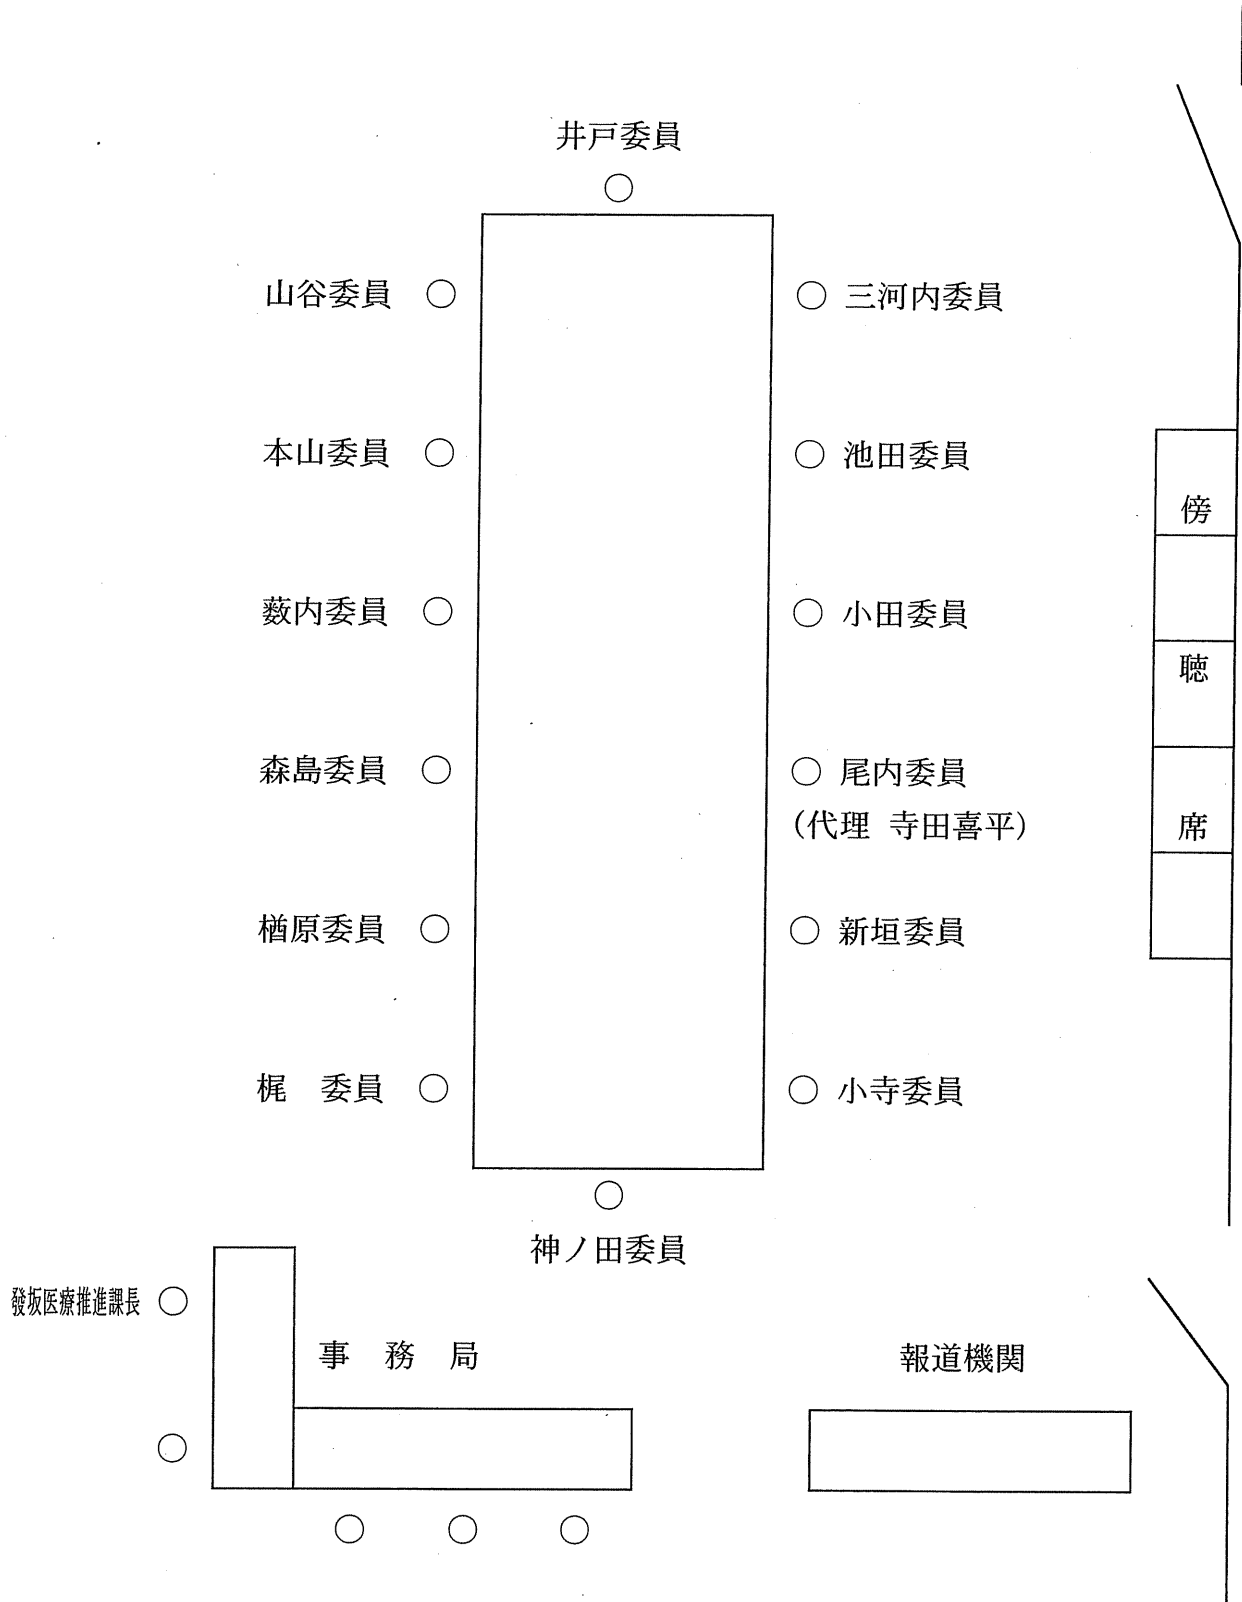 井戸委員
山谷委員 ○ ○ 三河内委員
本山委員 ○ ○ 池田委員
薮内委員 ○ ○ 小田委員
森島委員 ○ ○ 尾内委員
(代理 寺田喜平)
楢原委員 ○ ○ 新垣委員
梶 委員 ○ ○ 小寺委員
神ノ田委員
發坂医療推進課長
事 務 局
報道機関
傍聴席